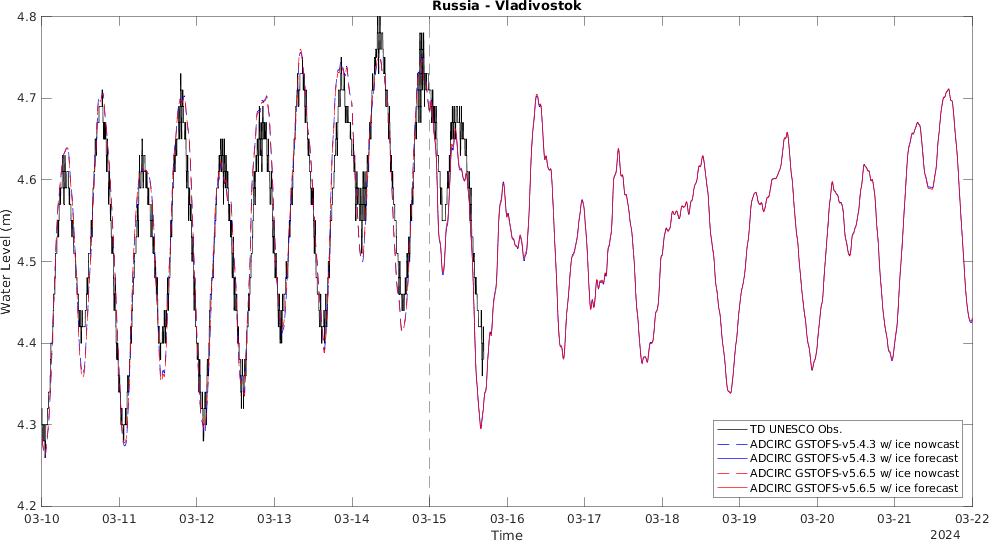 Russia - Vladivostok
4.8
4.7
4.6
4.5
4.4
4.3
4.2
Water Level (m)
TD UNESCO Obs.
ADCIRC GSTOFS-v5.4.3 w/ ice nowcast
ADCIRC GSTOFS-v5.4.3 w/ ice forecast
ADCIRC GSTOFS-v5.6.5 w/ ice nowcast
ADCIRC GSTOFS-v5.6.5 w/ ice forecast
03-10 03-11 03-12 03-13 03-14 03-15 03-16 03-17 03-18 03-19 03-20 03-21 03-22
Time
2024